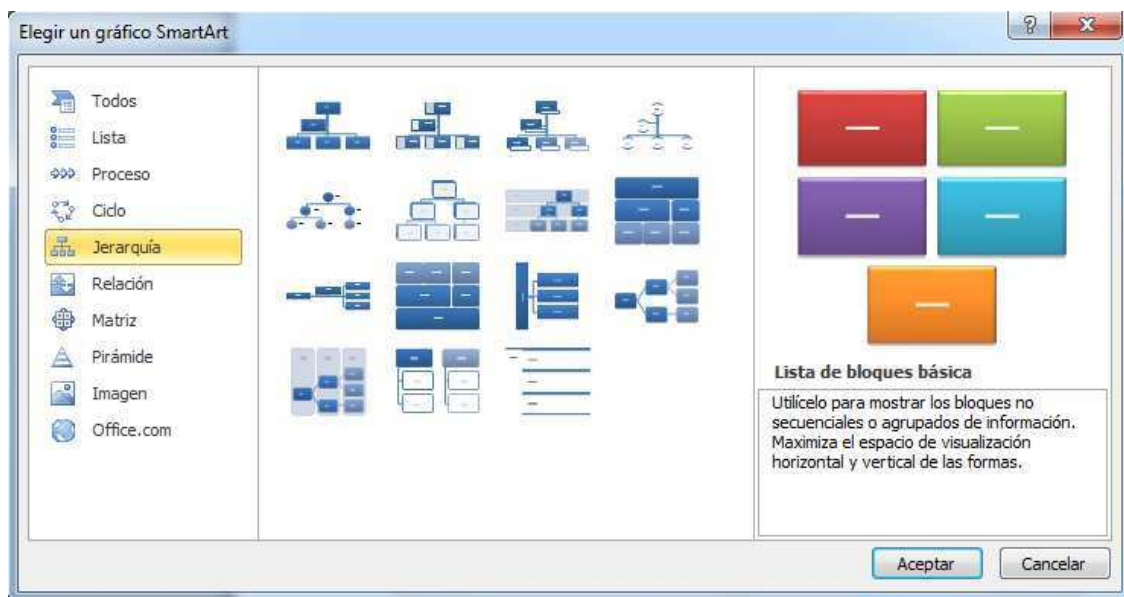 Elegir un gráfico SmartArt
Todos
Lista
Proceso
Ciclo
Jerarquía
Relación
Matriz
Pirámide
Imagen
Office.com
Lista de bloques básica
Utilícelo para mostrar los bloques no
secuenciales o agrupados de información.
Maximiza el espacio de visualización
horizontal y vertical de las formas.
Aceptar
Cancelar